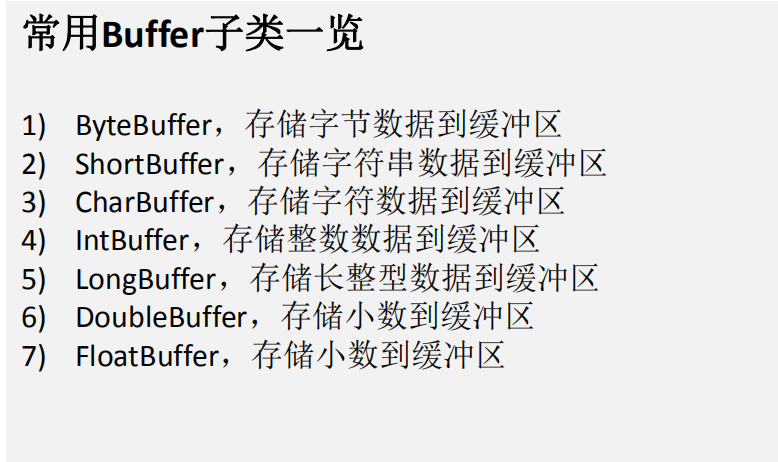 常用Buffer子类一览
1) ByteBuffer，存储字节数据到缓冲区
2) ShortBuffer，存储字符串数据到缓冲区
3) CharBuffer，存储字符数据到缓冲区
4) IntBuffer，存储整数数据到缓冲区
5) LongBuffer，存储长整型数据到缓冲区
6) DoubleBuffer，存储小数到缓冲区
7) FloatBuffer，存储小数到缓冲区